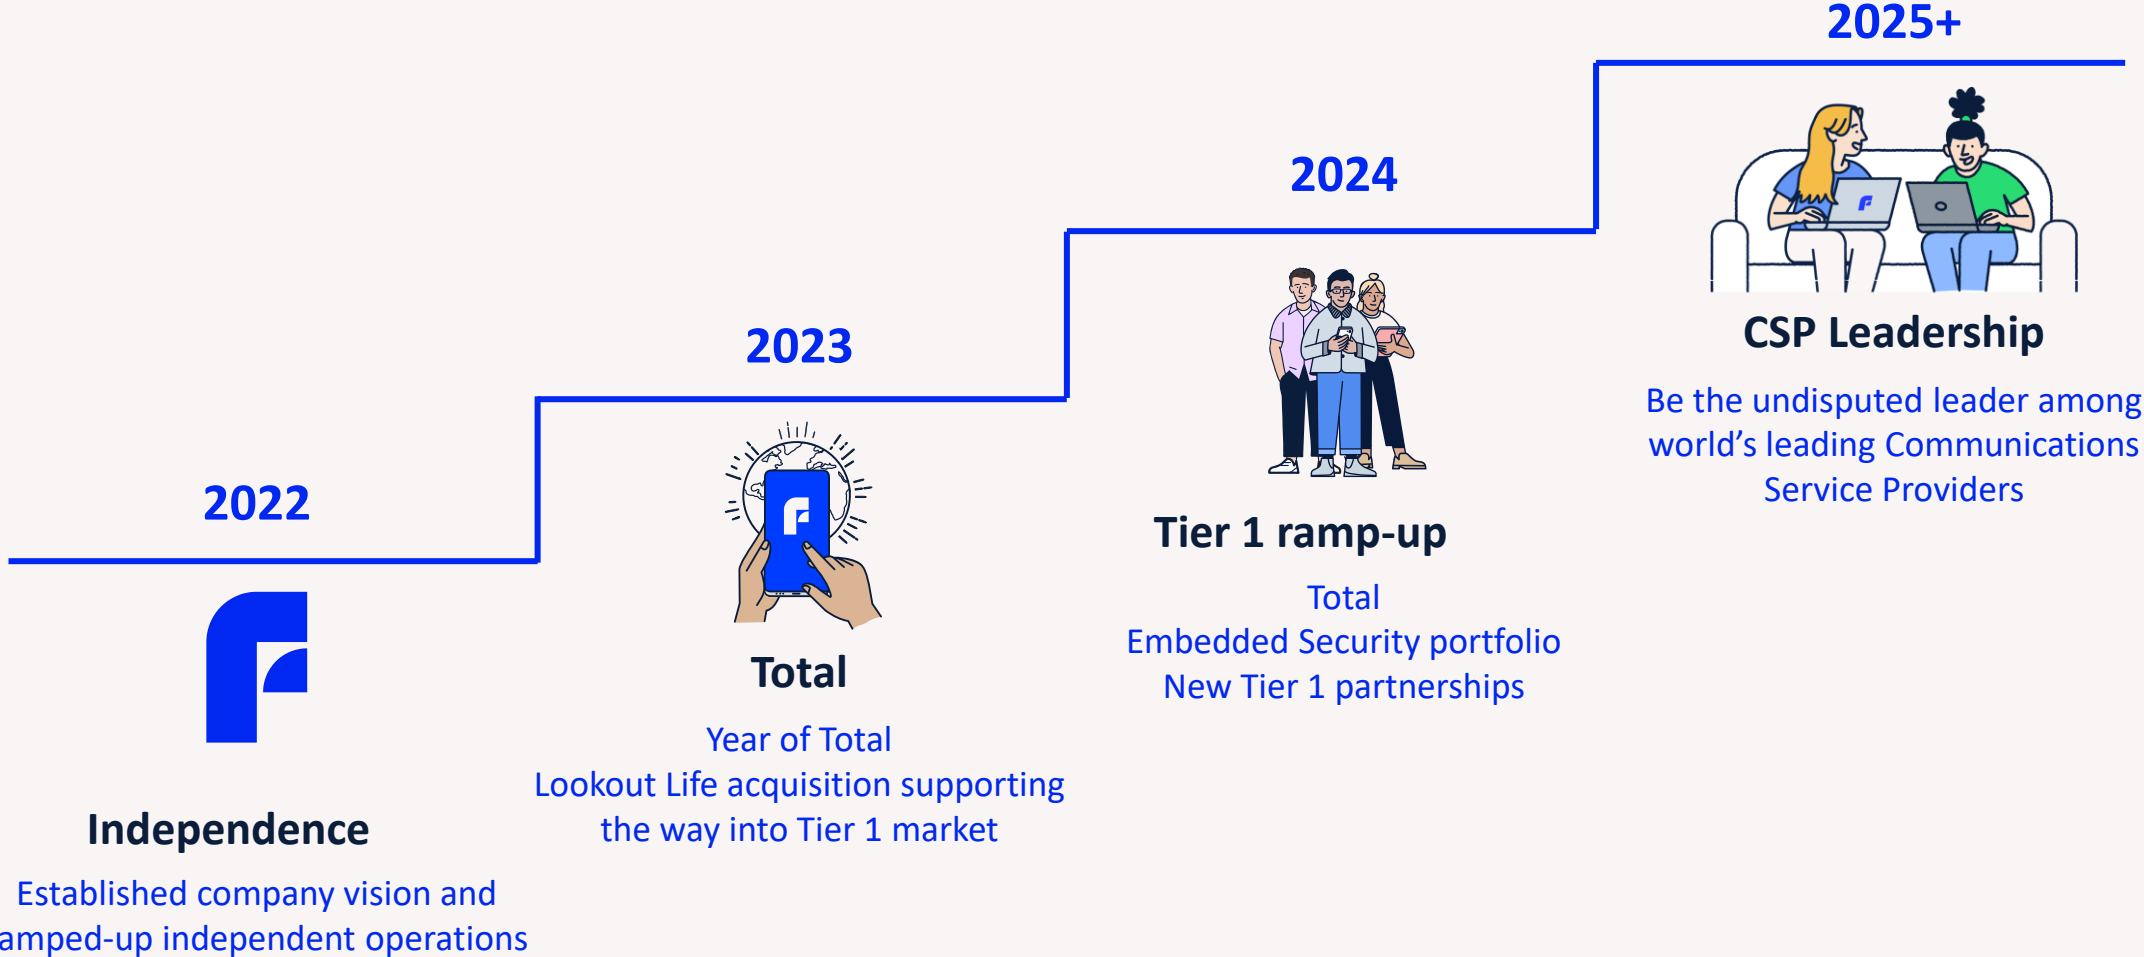 2022
Independence
Established company vision and
amped-up independent operations
2023
Total
Year of Total
Lookout Life acquisition supporting
the way into Tier 1 market
2024
Tier 1 ramp-up
Total
Embedded Security portfolio
New Tier 1 partnerships
2025+
CSP Leadership
Be the undisputed leader among
world’s leading Communications
Service Providers